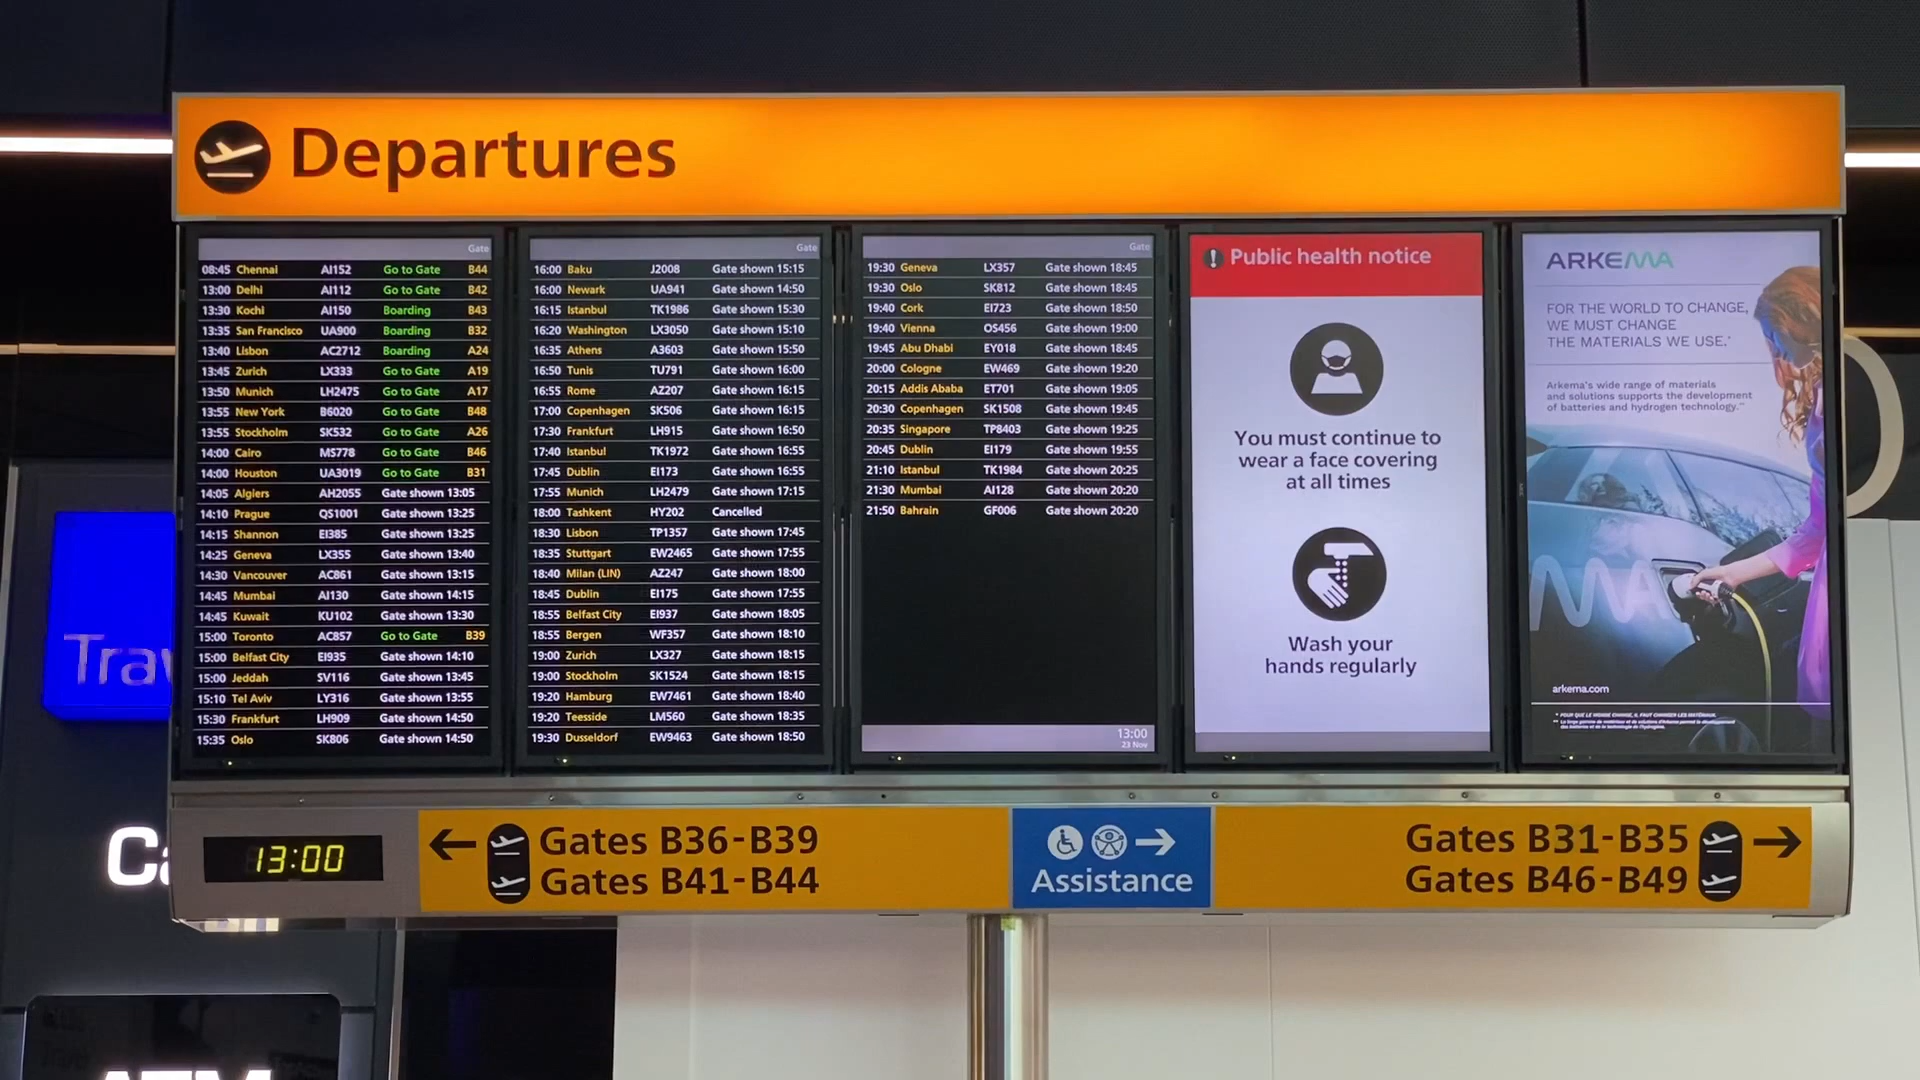 Departures
Gate
08:45 Chennai AI152 Go to Gate B44
13:00 Delhi AI112 Go to Gate B42
13:30 Kochi AI150 Boarding B43
13:35 San Francisco UA900 Boarding B32
13:40 Lisbon AC2712 Boarding A24
13:45 Zurich LX333 Go to Gate A19
13:50 Munich LH2475 Go to Gate A17
13:55 New York B6020 Go to Gate B48
13:55 Stockholm SK532 Go to Gate A26
14:00 Cairo MS778 Go to Gate B46
14:00 Houston UA3019 Go to Gate B31
14:05 Algiers AH2055 Gate shown 13:05
14:10 Prague QS1001 Gate shown 13:25
14:15 Shannon EI385 Gate shown 13:25
14:25 Geneva LX355 Gate shown 13:40
14:30 Vancouver AC861 Gate shown 13:15
14:45 Mumbai AI130 Gate shown 14:15
14:45 Kuwait KU102 Gate shown 13:30
15:00 Toronto AC857 Go to Gate B39
15:00 Belfast City EI935 Gate shown 14:10
15:00 Jeddah SV116 Gate shown 13:45
15:10 Tel Aviv LY316 Gate shown 13:55
15:30 Frankfurt LH909 Gate shown 14:50
15:35 Oslo SK806 Gate shown 14:50
Gate
16:00 Baku J2008 Gate shown 15:15
16:00 Newark UA941 Gate shown 14:50
16:15 Istanbul TK1986 Gate shown 15:30
16:20 Washington LX3050 Gate shown 15:10
16:35 Athens A3603 Gate shown 15:50
16:50 Tunis TU791 Gate shown 16:00
16:55 Rome AZ207 Gate shown 16:15
17:00 Copenhagen SK506 Gate shown 16:15
17:30 Frankfurt LH915 Gate shown 16:50
17:40 Istanbul TK1972 Gate shown 16:55
17:45 Dublin EI173 Gate shown 16:55
17:55 Munich LH2479 Gate shown 17:15
18:00 Tashkent HY202 Cancelled
18:30 Lisbon TP1357 Gate shown 17:45
18:35 Stuttgart EW2465 Gate shown 17:55
18:40 Milan (LIN) AZ247 Gate shown 18:00
18:45 Dublin EI175 Gate shown 17:55
18:55 Belfast City EI937 Gate shown 18:05
18:55 Bergen WF357 Gate shown 18:10
19:00 Zurich LX327 Gate shown 18:15
19:00 Stockholm SK1524 Gate shown 18:15
19:20 Hamburg EW7461 Gate shown 18:40
19:20 Teesside LM560 Gate shown 18:35
19:30 Dusseldorf EW9463 Gate shown 18:50
Gate
19:30 Geneva LX357 Gate shown 18:45
19:30 Oslo SK812 Gate shown 18:45
19:40 Cork EI723 Gate shown 18:50
19:40 Vienna OS456 Gate shown 19:00
19:45 Abu Dhabi EY018 Gate shown 18:45
20:00 Cologne EW469 Gate shown 19:20
20:15 Addis Ababa ET701 Gate shown 19:05
20:30 Copenhagen SK1508 Gate shown 19:45
20:35 Singapore TP8403 Gate shown 19:25
20:45 Dublin EI179 Gate shown 19:55
21:10 Istanbul TK1984 Gate shown 20:25
21:30 Mumbai AI128 Gate shown 20:20
21:50 Bahrain GF006 Gate shown 20:20
13:00
23 Nov
Public health notice
You must continue to
wear a face covering
at all times
Wash your
hands regularly
ARKEMA
FOR THE WORLD TO CHANGE,
WE MUST CHANGE
THE MATERIALS WE USE.*
Arkema's wide range of materials
and solutions supports the development
of batteries and hydrogen technology.**
MA
arkema.com
* POUR QUE LE MONDE CHANGE, IL FAUT CHANGER LES MATÉRIAUX.
Trav
Ca
13:00
Gates B36-B39
Gates B41-B44
Assistance
Gates B31-B35
Gates B46-B49
ATM